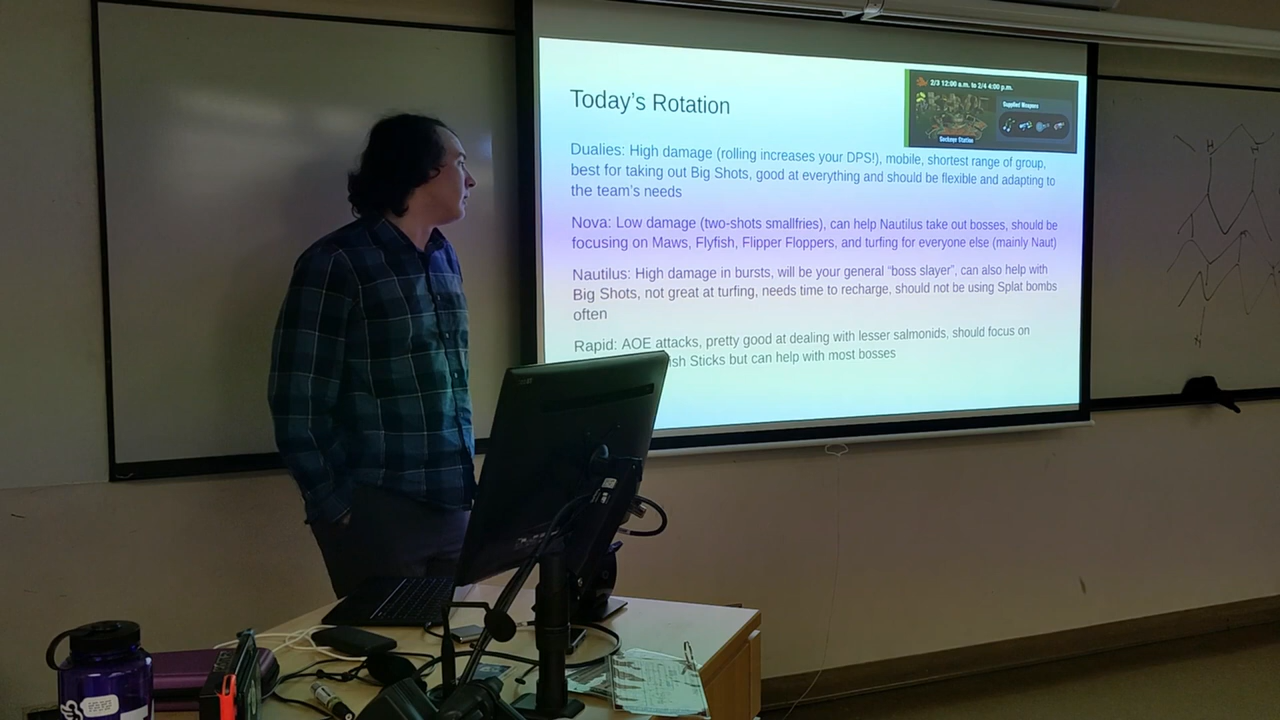 2/3 12:00 a.m. to 2/4 4:00 p.m.
Supplied Weapons
Sockeye Station
Today's Rotation
Dualies: High damage (rolling increases your DPS!), mobile, shortest range of group,
best for taking out Big Shots, good at everything and should be flexible and adapting to
the team's needs
Nova: Low damage (two-shots smallfries), can help Nautilus take out bosses, should be
focusing on Maws, Flyfish, Flipper Floppers, and turfing for everyone else (mainly Naut)
Nautilus: High damage in bursts, will be your general "boss slayer", can also help with
Big Shots, not great at turfing, needs time to recharge, should not be using Splat bombs
often
Rapid: AOE attacks, pretty good at dealing with lesser salmonids, should focus on
Sticks but can help with most bosses